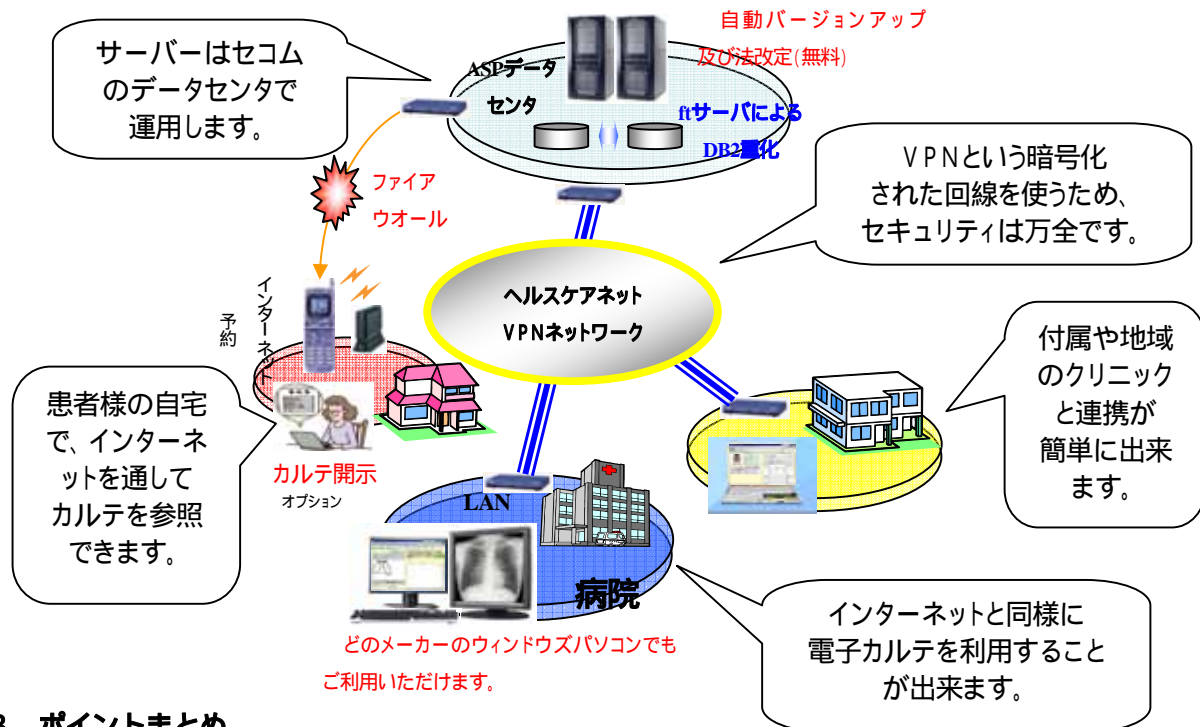 自動バージョンアップ
及び法改定(無料)
サーバーはセコム
のデータセンタで
運用します。
ASPデータ
センタ
ftサーバによる
DB2重化
VPNという暗号化
された回線を使うため、
セキュリティは万全です。
ファイア
ウオール
ヘルスケアネット
VPNネットワーク
インターネット
予約
付属や地域
のクリニック
と連携が
簡単に出来
ます。
患者様の自宅
で、インターネ
ットを通して
カルテを参照
できます。
カルテ開示
オプション
LAN
病院
どのメーカーのウィンドウズパソコンでも
ご利用いただけます。
インターネットと同様に
電子カルテを利用すること
が出来ます。
ポイントまとめ